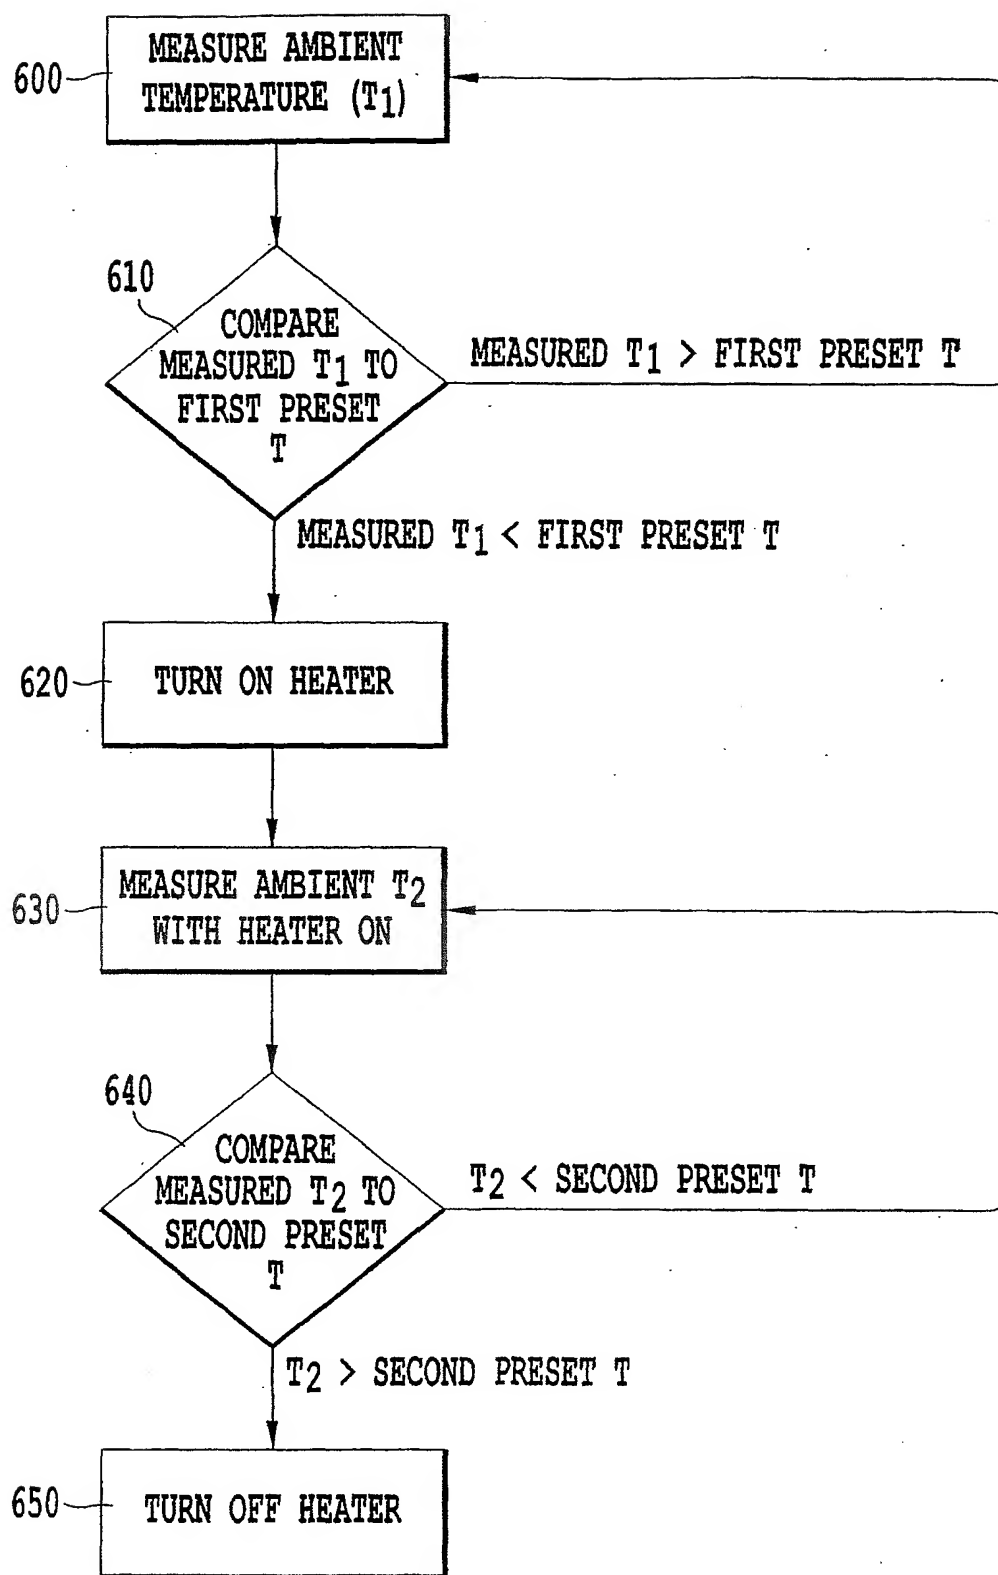 MEASURE AMBIENT
TEMPERATURE (T1)
600
610
COMPARE
MEASURED T1 TO
FIRST PRESET
T
MEASURED T1 > FIRST PRESET T
MEASURED T1 < FIRST PRESET T
620
TURN ON HEATER
630
MEASURE AMBIENT T2
WITH HEATER ON
640
COMPARE
MEASURED T2 TO
SECOND PRESET
T
T2 < SECOND PRESET T
T2 > SECOND PRESET T
650
TURN OFF HEATER